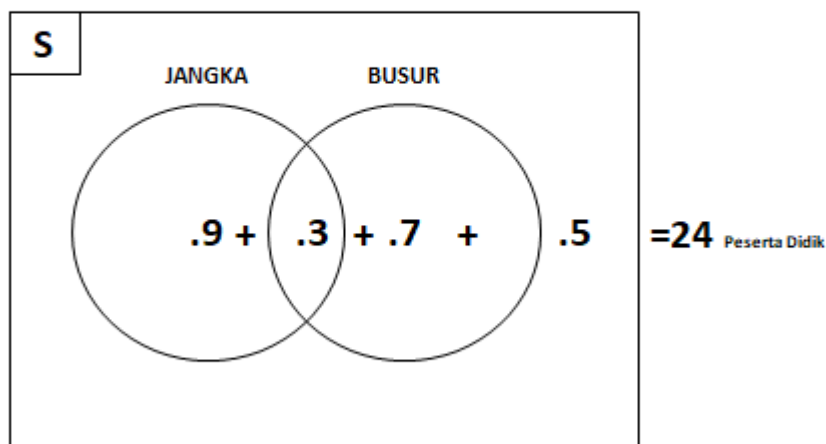 S
JANGKA BUSUR
.9 + .3 + .7 + .5 =24 Peserta Didik